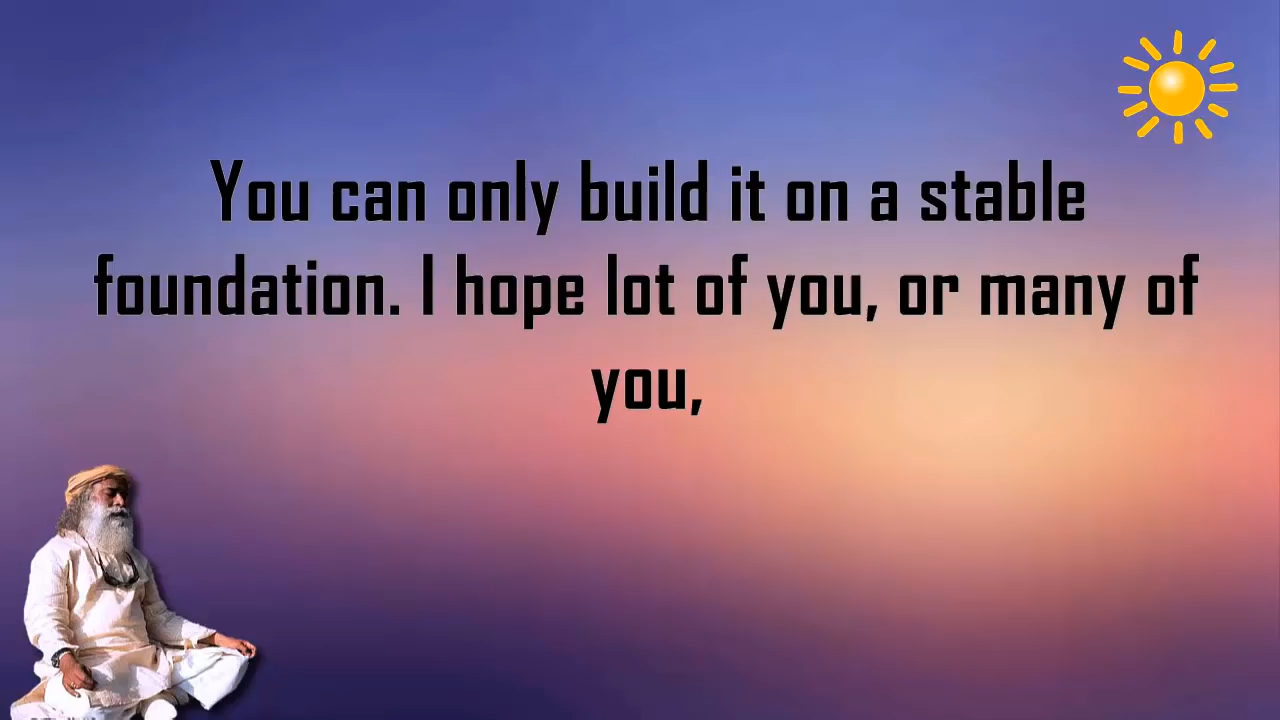 You can only build it on a stable
foundation. I hope lot of you, or many of
you,